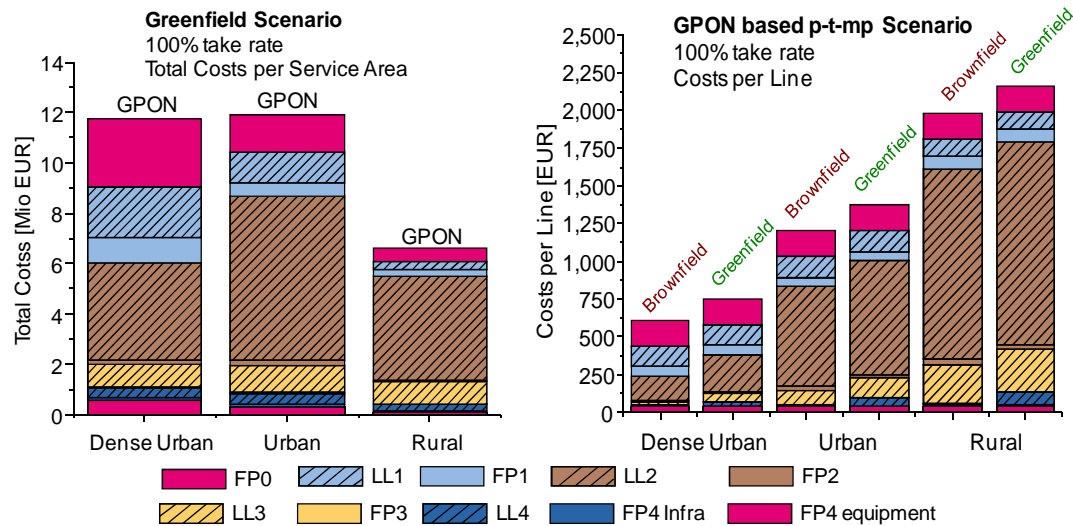 Greenfield Scenario
100% take rate
Total Costs per Service Area
14
12
10
8
6
4
2
0
Total Cotss [Mio EUR]
GPON
GPON
GPON
Dense Urban
Urban
Rural
GPON based p-t-mp Scenario
100% take rate
Costs per Line
2,500
2,250
2,000
1,750
1,500
1,250
1,000
750
500
250
0
Costs per Line [EUR]
Brownfield
Greenfield
Brownfield
Greenfield
Brownfield
Greenfield
Dense Urban
Urban
Rural
FP0 LL1 FP1 LL2 FP2
LL3 FP3 LL4 FP4 Infra FP4 equipment